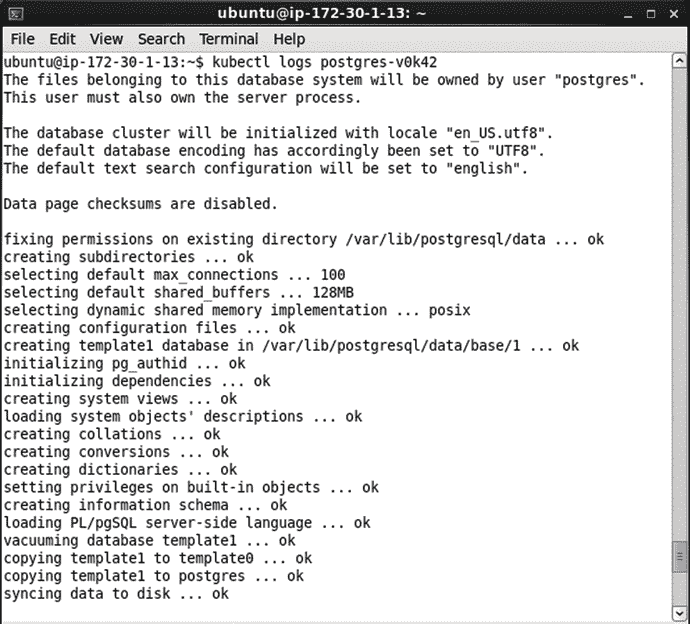 ubuntu@ip-172-30-1-13: ~
File Edit View Search Terminal Help
ubuntu@ip-172-30-1-13:~$ kubectl logs postgres-v0k42
The files belonging to this database system will be owned by user "postgres".
This user must also own the server process.
The database cluster will be initialized with locale "en_US.utf8".
The default database encoding has accordingly been set to "UTF8".
The default text search configuration will be set to "english".
Data page checksums are disabled.
fixing permissions on existing directory /var/lib/postgresql/data ... ok
creating subdirectories ... ok
selecting default max_connections ... 100
selecting default shared_buffers ... 128MB
selecting dynamic shared memory implementation ... posix
creating configuration files ... ok
creating template1 database in /var/lib/postgresql/data/base/1 ... ok
initializing pg_authid ... ok
initializing dependencies ... ok
creating system views ... ok
loading system objects' descriptions ... ok
creating collations ... ok
creating conversions ... ok
creating dictionaries ... ok
setting privileges on built-in objects ... ok
creating information schema ... ok
loading PL/pgSQL server-side language ... ok
vacuuming database template1 ... ok
copying template1 to template0 ... ok
copying template1 to postgres ... ok
syncing data to disk ... ok